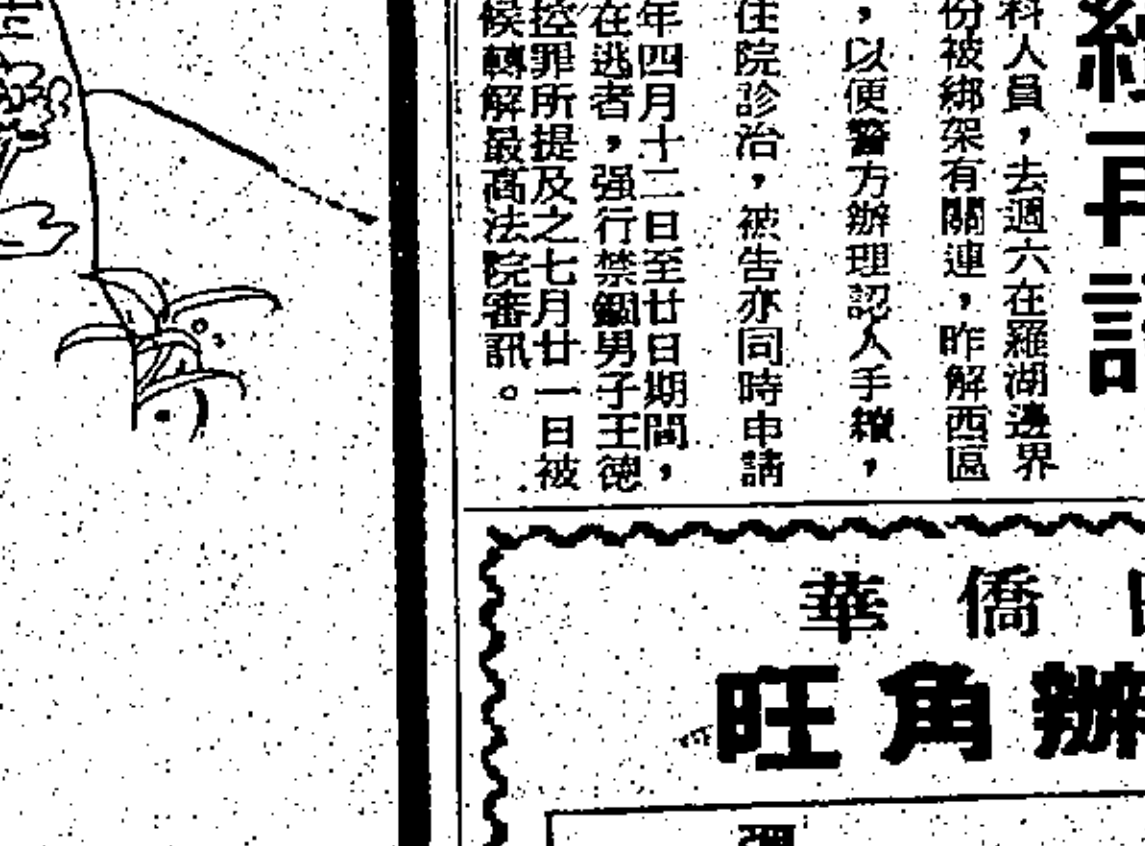 再
科人員，去週六在羅湖邊界
份被綁架有關連，昨解西區
，以便警方辦理認人手續，
住院診治，被告亦同時申請
年四月十二日至廿日期間，
在逃者，强行禁錮男子王德
控罪所提及之七月廿一日被
候轉解最高法院審訊。
華僑
旺角辦